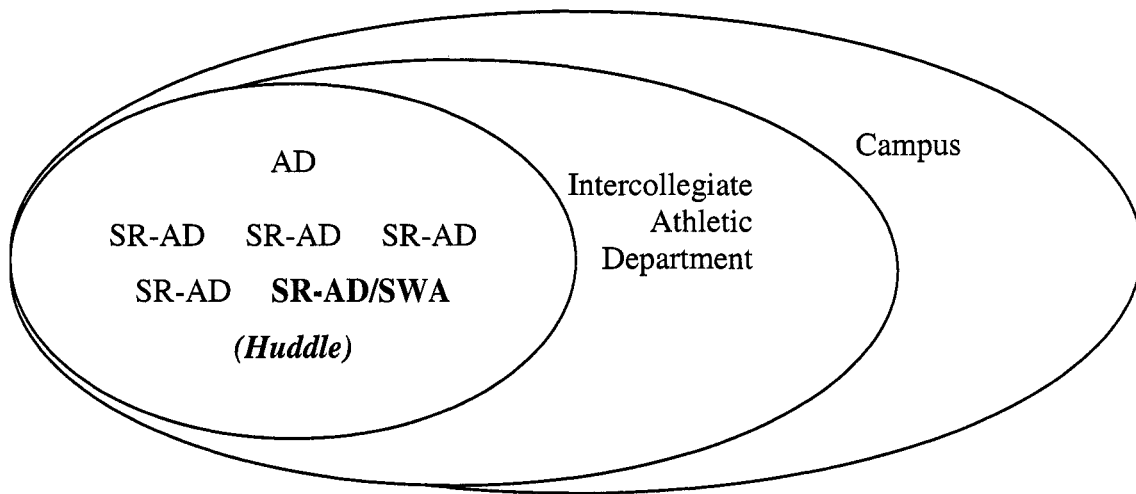 AD
SR-AD SR-AD SR-AD
SR-AD SR-AD/SWA
(Huddle)
Intercollegiate
Athletic
Department
Campus